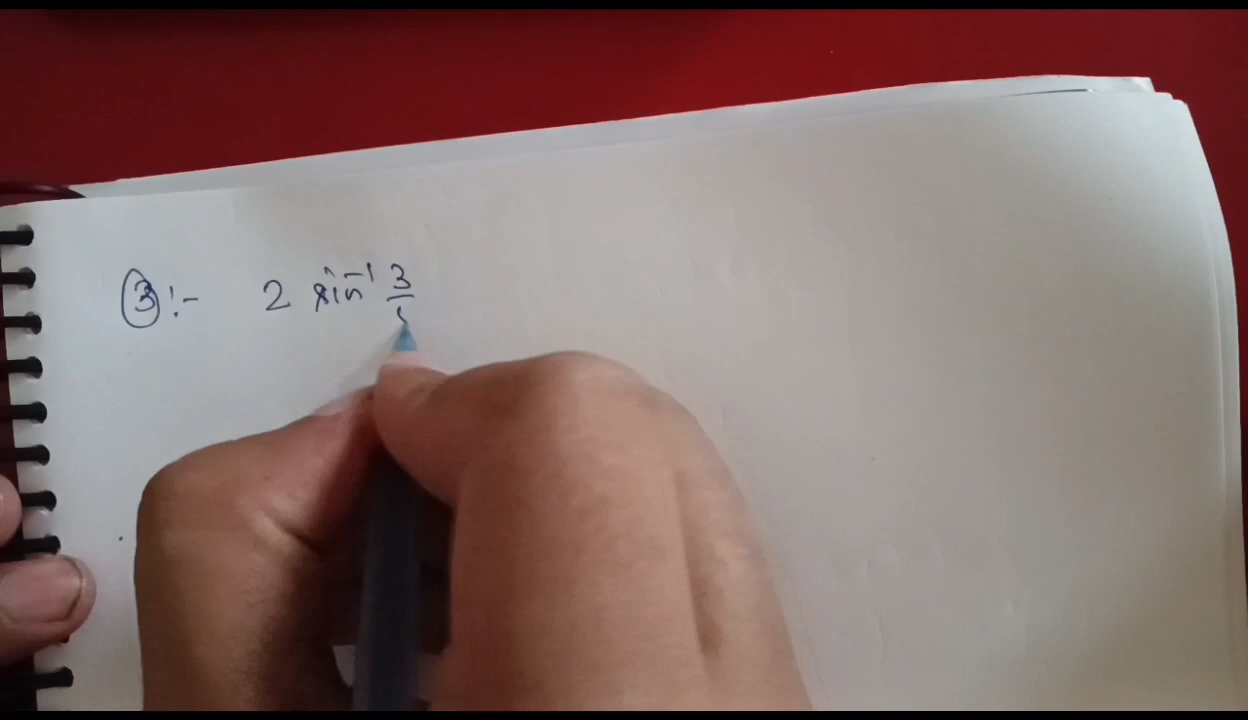 ③:- 2 sin⁻¹ 3/